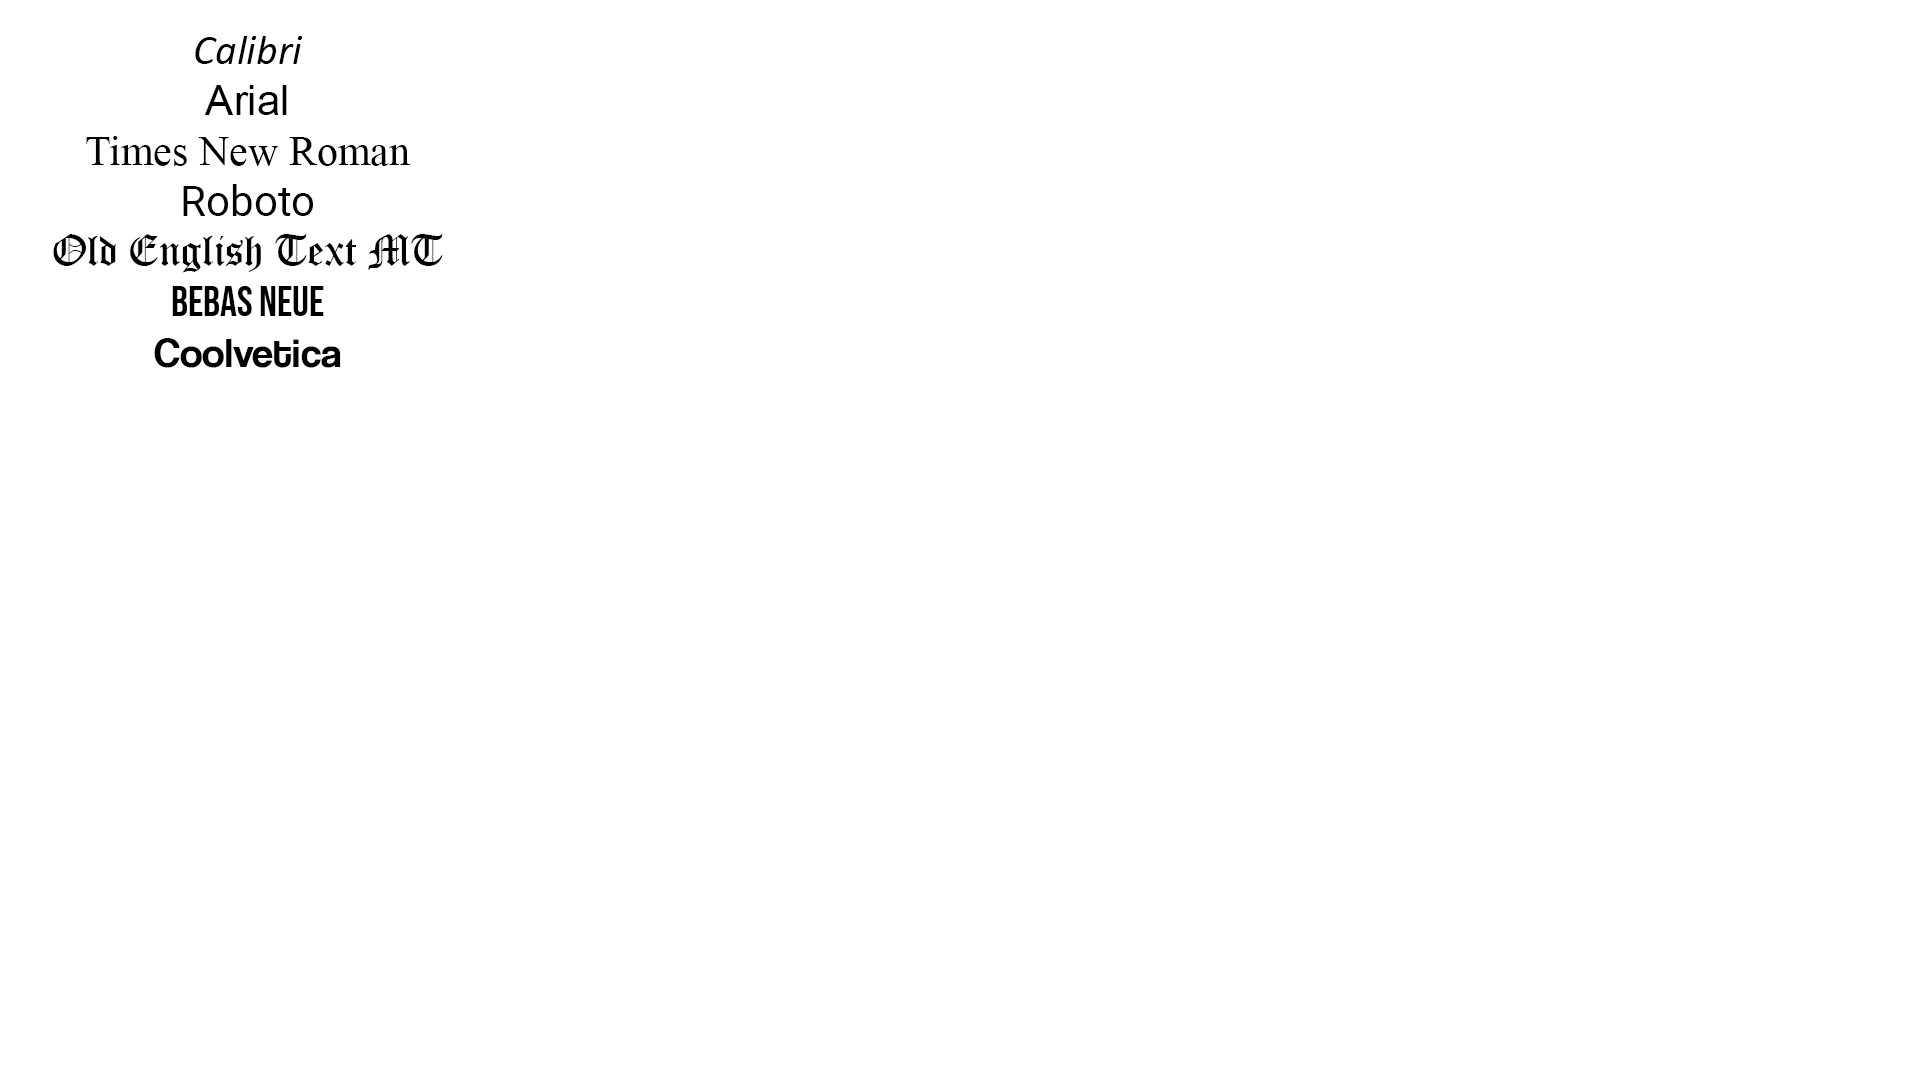 Calibri
Arial
Times New Roman
Roboto
Old English Text MT
BEBAS NEUE
Coolvetica